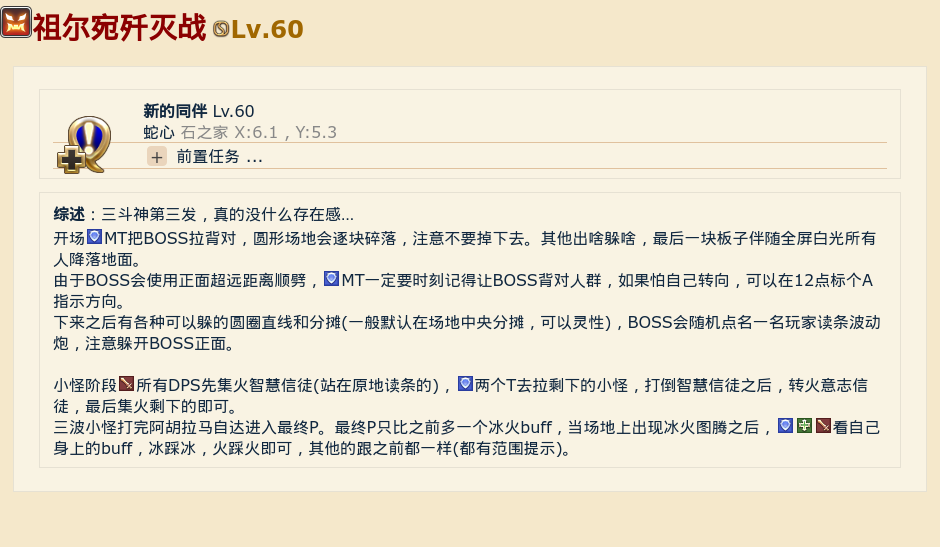 祖尔宛歼灭战 Lv.60
新的同伴 Lv.60
蛇心 石之家 X:6.1 , Y:5.3
+ 前置任务 ...
综述：三斗神第三发，真的没什么存在感...
开场MT把BOSS拉背对，圆形场地会逐块碎落，注意不要掉下去。其他出啥躲啥，最后一块板子伴随全屏白光所有
人降落地面。
由于BOSS会使用正面超远距离顺劈，MT一定要时刻记得让BOSS背对人群，如果怕自己转向，可以在12点标个A
指示方向。
下来之后有各种可以躲的圆圈直线和分摊(一般默认在场地中央分摊，可以灵性)，BOSS会随机点名一名玩家读条波动
炮，注意躲开BOSS正面。
小怪阶段所有DPS先集火智慧信徒(站在原地读条的)，两个T去拉剩下的小怪，打倒智慧信徒之后，转火意志信
徒，最后集火剩下的即可。
三波小怪打完阿胡拉马自达进入最终P。最终P只比之前多一个冰火buff，当场地上出现冰火图腾之后，看自己
身上的buff，冰踩冰，火踩火即可，其他的跟之前都一样(都有范围提示)。